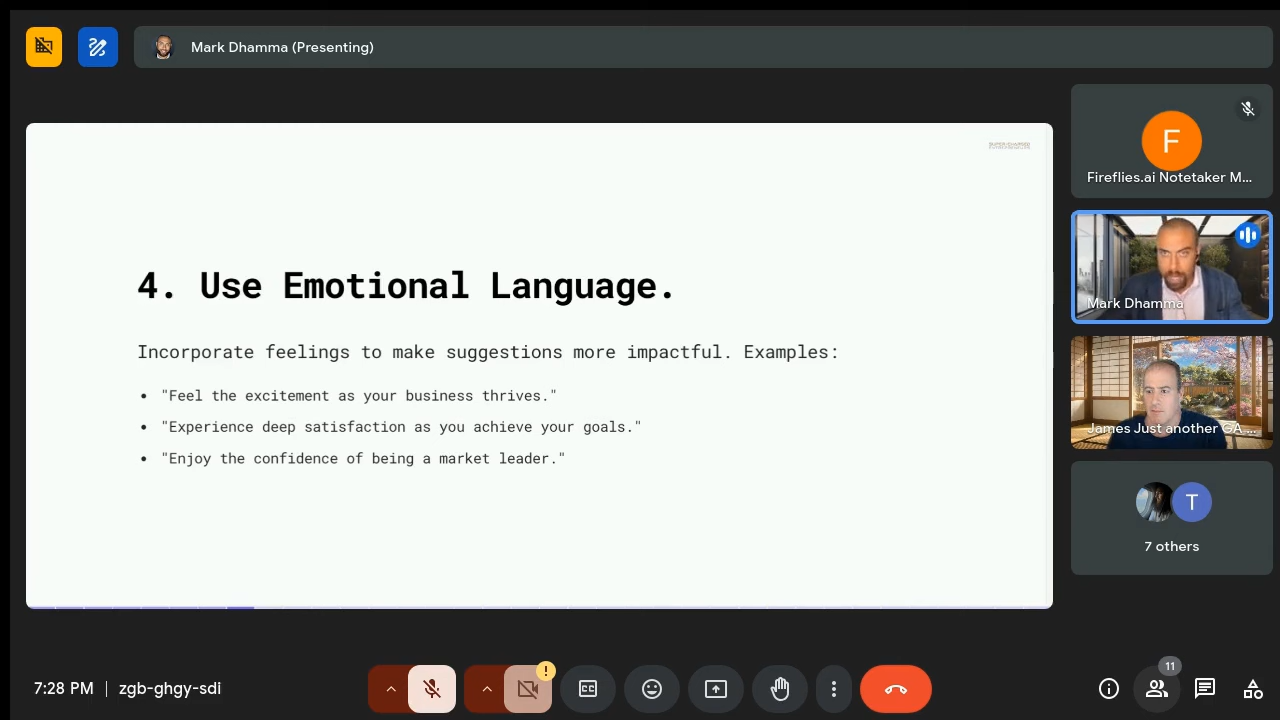 Mark Dhamma (Presenting)
4. Use Emotional Language.
Incorporate feelings to make suggestions more impactful. Examples:
• "Feel the excitement as your business thrives."
• "Experience deep satisfaction as you achieve your goals."
• "Enjoy the confidence of being a market leader."
F
Fireflies.ai Notetaker M...
Mark Dhamma
James Just another GA...
T
7 others
7:28 PM | zgb-ghgy-sdi
!
CC
11